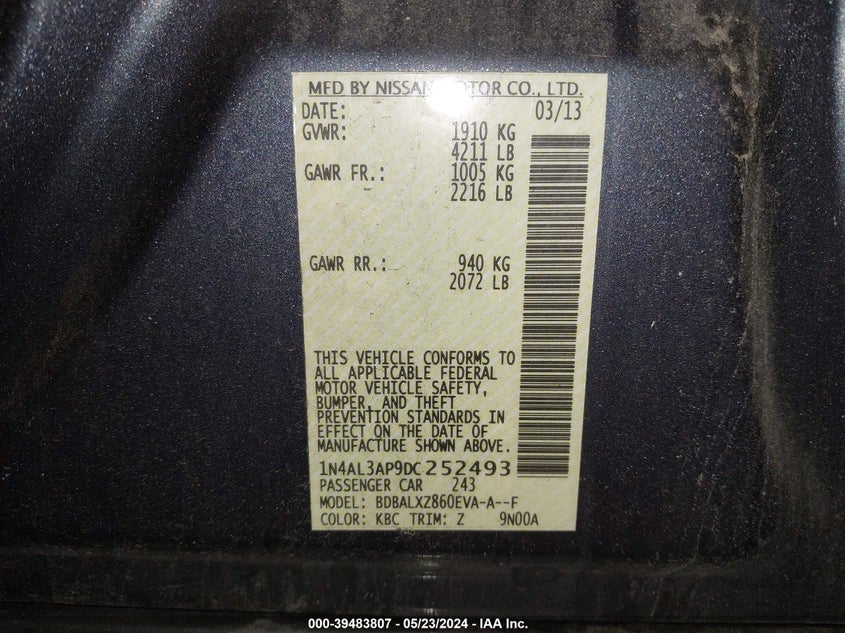 MFD BY NISSAN MOTOR CO., LTD.
DATE: 03/13
GVWR: 1910 KG
4211 LB
GAWR FR.: 1005 KG
2216 LB
GAWR RR.: 940 KG
2072 LB
THIS VEHICLE CONFORMS TO
ALL APPLICABLE FEDERAL
MOTOR VEHICLE SAFETY,
BUMPER, AND THEFT
PREVENTION STANDARDS IN
EFFECT ON THE DATE OF
MANUFACTURE SHOWN ABOVE.
1N4AL3AP9DC252493
PASSENGER CAR 243
MODEL: BDBALXZ860EVA-A--F
COLOR: KBC TRIM: Z 9N00A
000-39483807 - 05/23/2024 - IAA Inc.